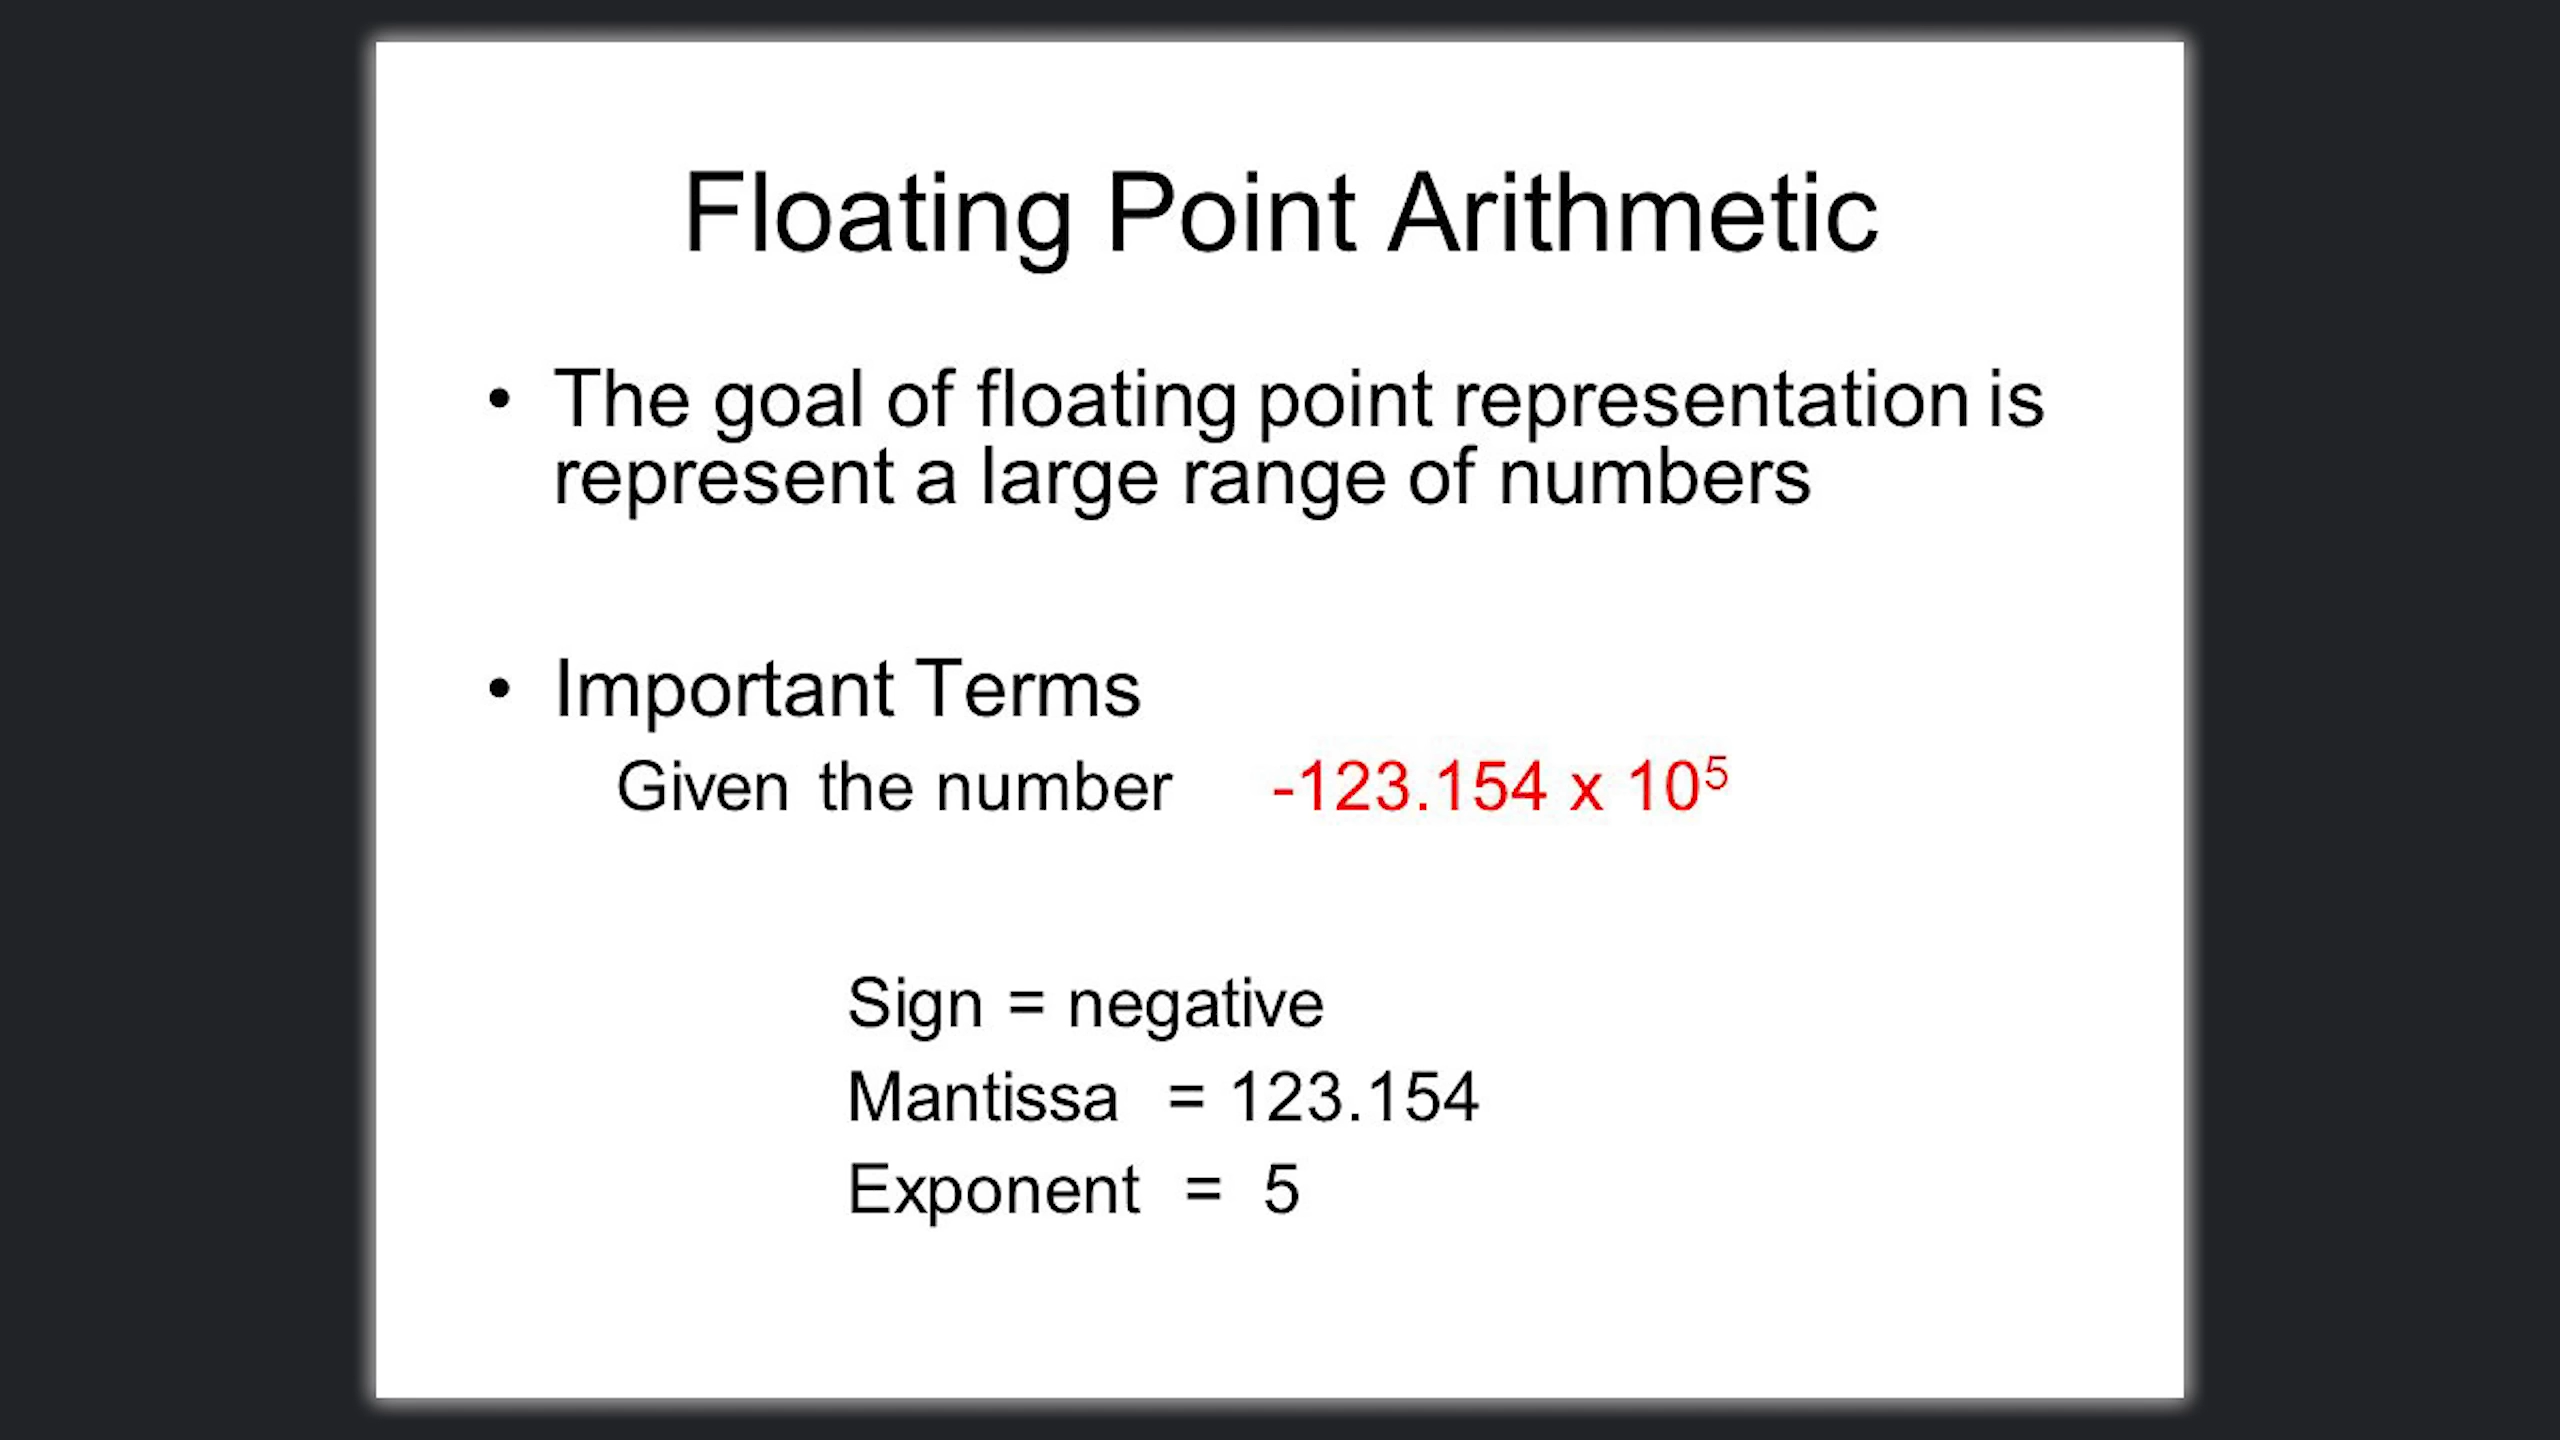 Floating Point Arithmetic
• The goal of floating point representation is
represent a large range of numbers
• Important Terms
Given the number -123.154 x 10⁵
Sign = negative
Mantissa = 123.154
Exponent = 5